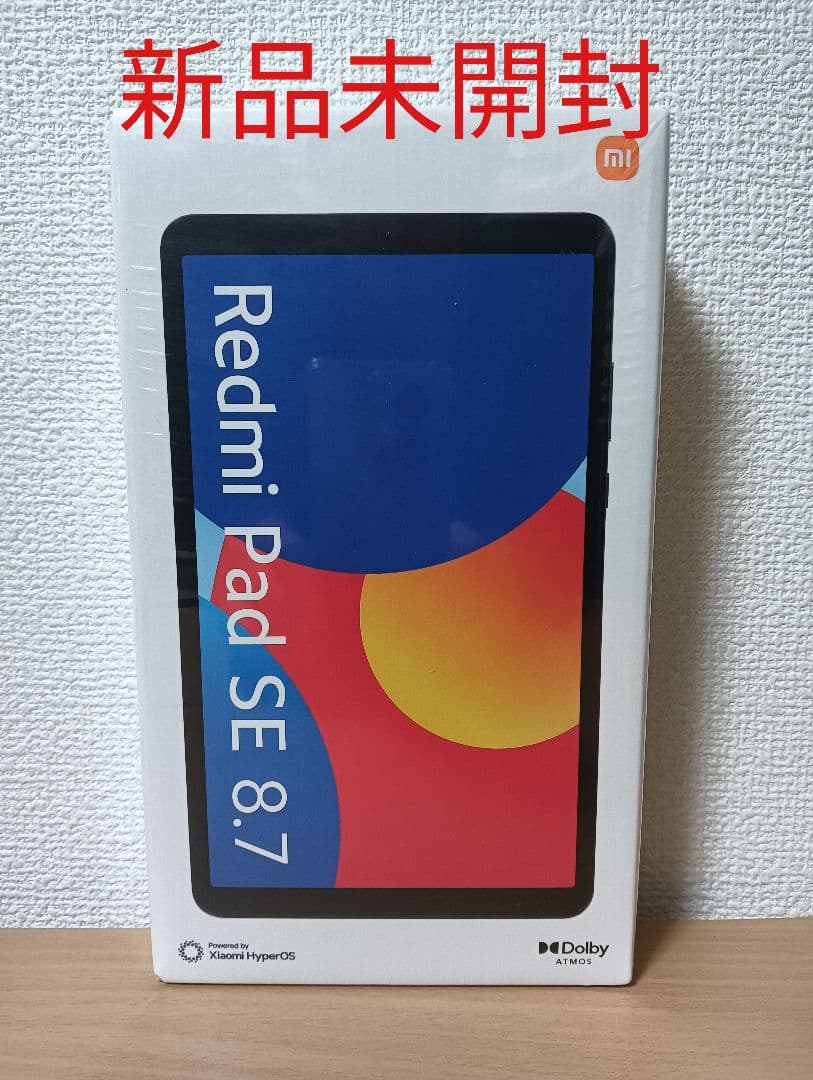 新品未開封
mi
Redmi Pad SE 8.7
Powered by
Xiaomi HyperOS
Dolby
ATMOS